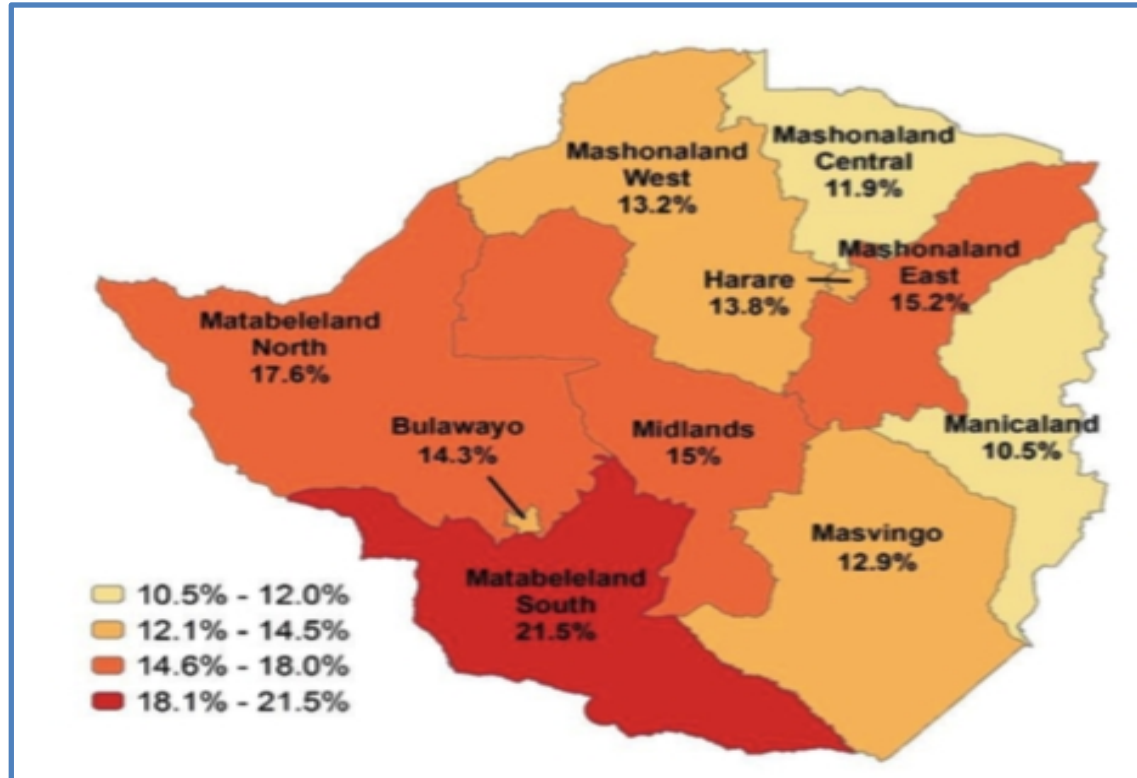 Mashonaland
Central
11.9%
Mashonaland
West
13.2%
Mashonaland
East
15.2%
Harare
13.8%
Matabeleland
North
17.6%
Bulawayo
14.3%
Midlands
15%
Manicaland
10.5%
Masvingo
12.9%
Matabeleland
South
21.5%
10.5% - 12.0%
12.1% - 14.5%
14.6% - 18.0%
18.1% - 21.5%